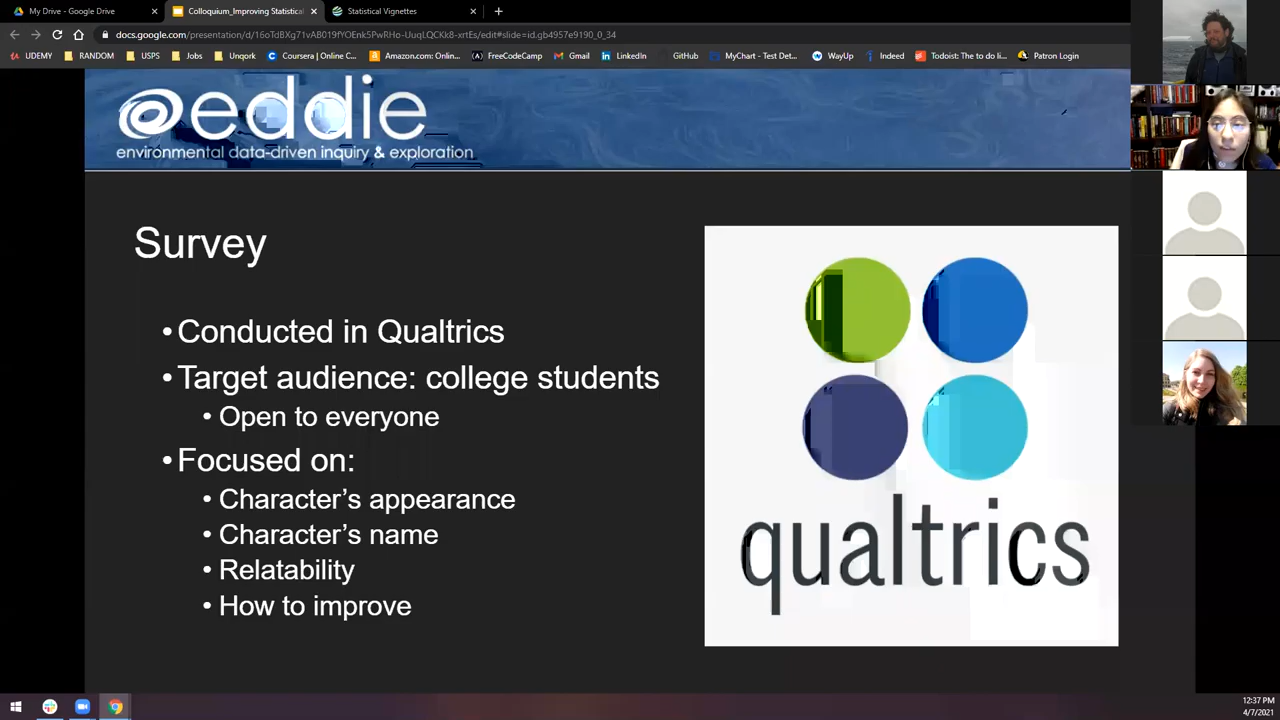 My Drive - Google Drive
Colloquium_Improving Statistical
Statistical Vignettes
docs.google.com/presentation/d/16oTdBXg71vAB019fYOEnk5PwRHo-UuqLQCKk8-xrtEs/edit#slide=id.gb4957e9190_0_34
UDEMY
RANDOM
USPS
Jobs
Unqork
Coursera | Online C...
Amazon.com: Onlin...
FreeCodeCamp
Gmail
LinkedIn
GitHub
MyChart - Test Det...
WayUp
Indeed
Todoist: The to do li...
Patron Login
eddie
environmental data-driven inquiry & exploration
Survey
• Conducted in Qualtrics
• Target audience: college students
• Open to everyone
• Focused on:
• Character's appearance
• Character's name
• Relatability
• How to improve
qualtrics
12:37 PM
4/7/2021